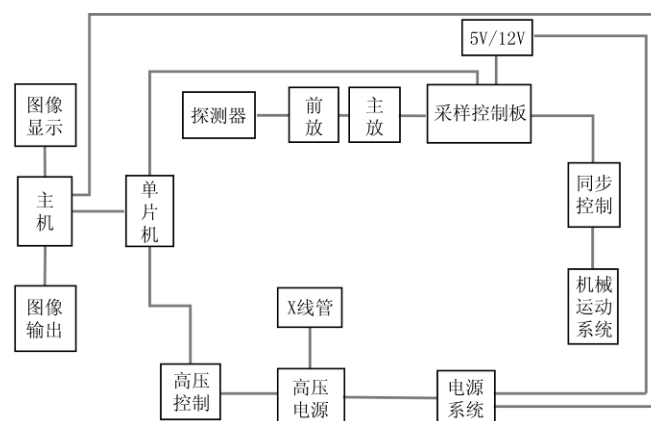 5V/12V
图像
显示
探测器
前
放
主
放
采样控制板
主
机
单
片
机
同步
控制
图像
输出
X线管
机械
运动
系统
高压
控制
高压
电源
电源
系统